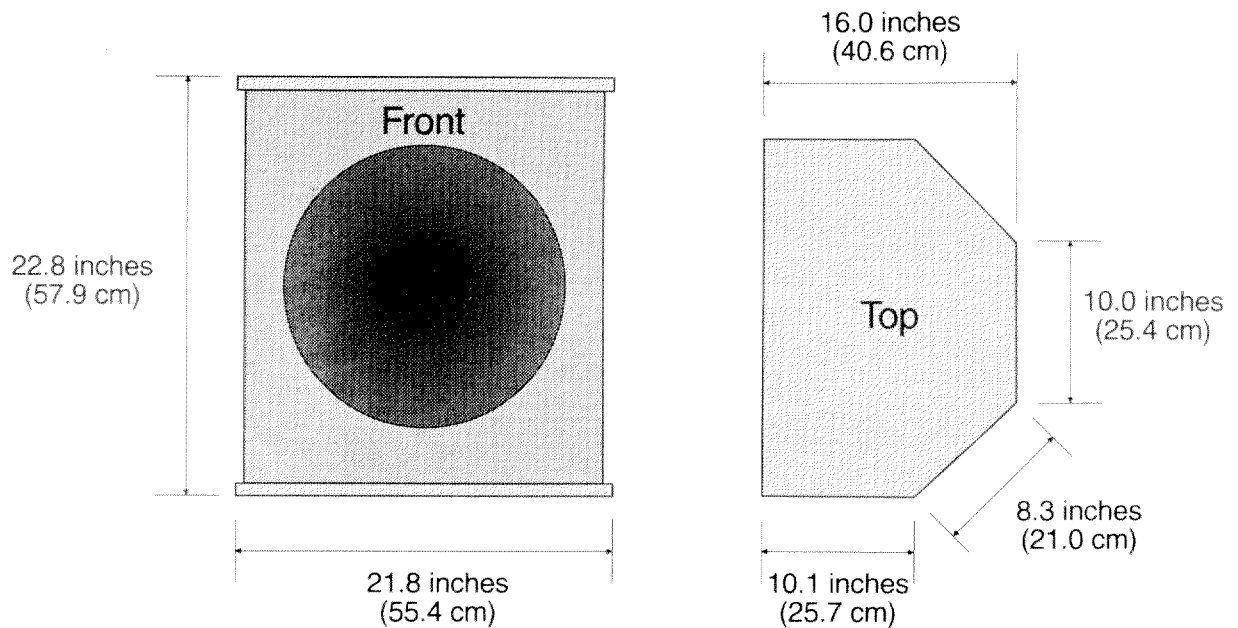 16.0 inches
(40.6 cm)
Front
22.8 inches
(57.9 cm)
Top
10.0 inches
(25.4 cm)
8.3 inches
(21.0 cm)
21.8 inches
(55.4 cm)
10.1 inches
(25.7 cm)